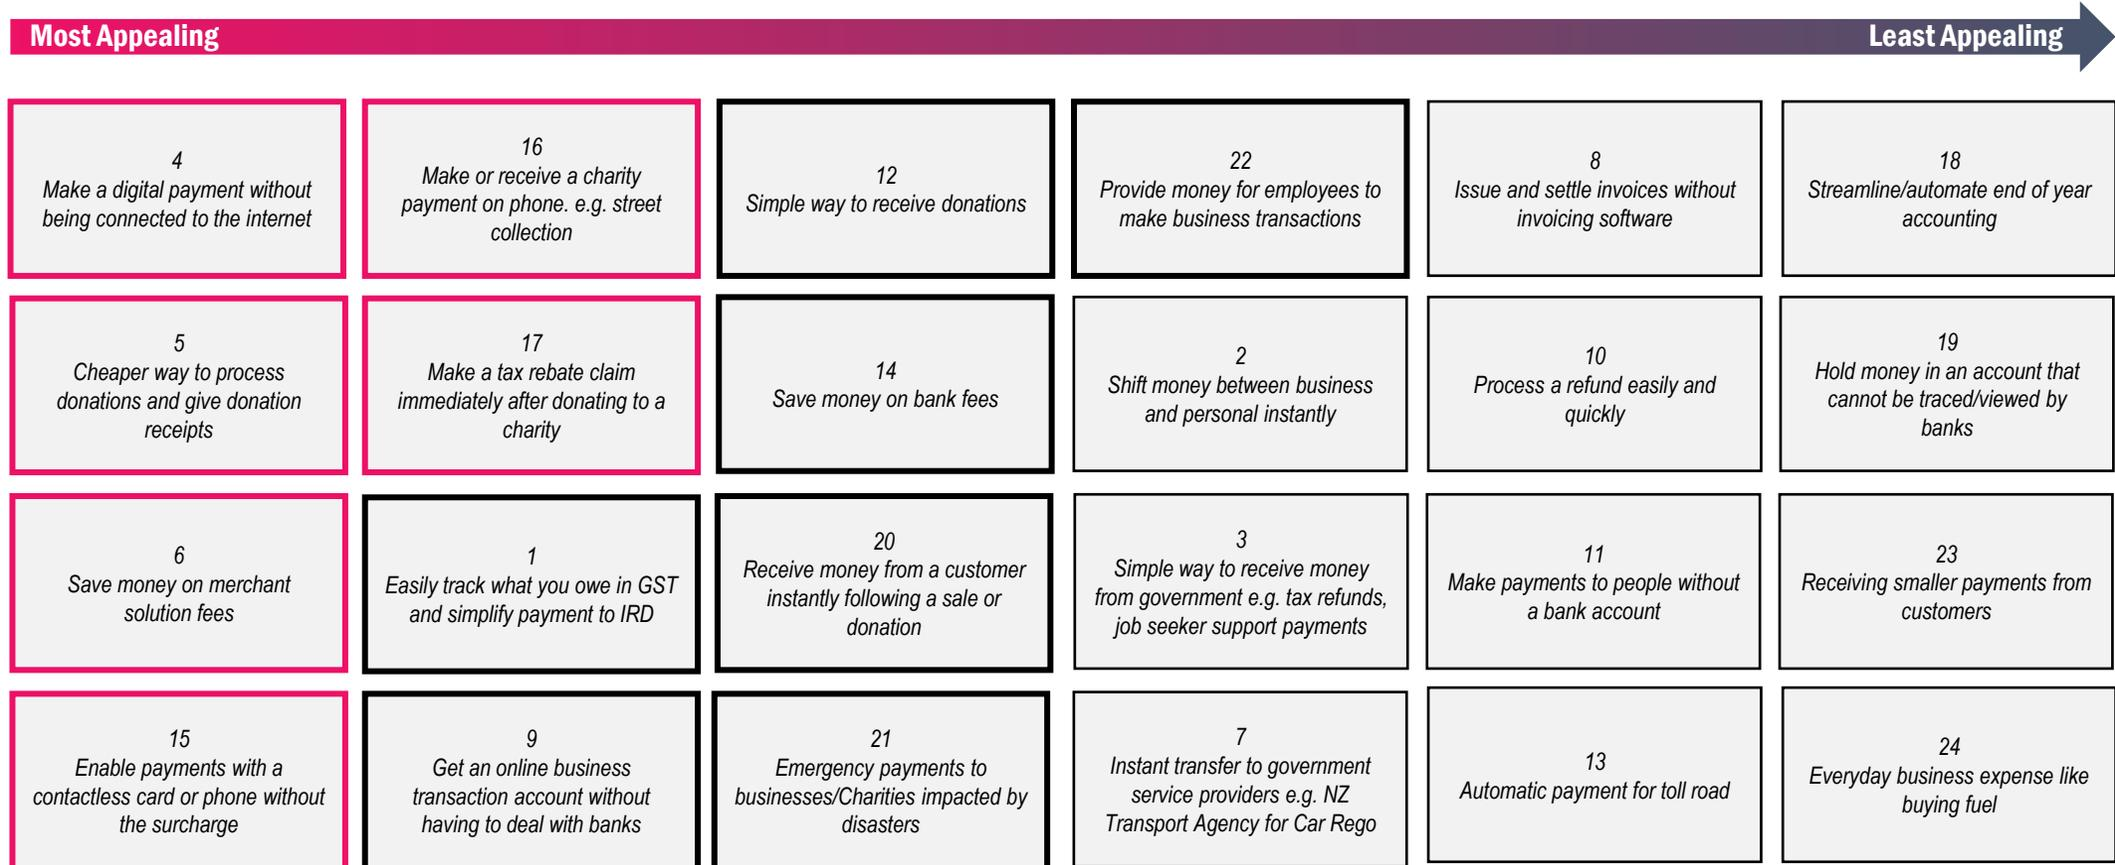 Most Appealing
Least Appealing
4
Make a digital payment without
being connected to the internet
16
Make or receive a charity
payment on phone. e.g. street
collection
12
Simple way to receive donations
22
Provide money for employees to
make business transactions
8
Issue and settle invoices without
invoicing software
18
Streamline/automate end of year
accounting
5
Cheaper way to process
donations and give donation
receipts
17
Make a tax rebate claim
immediately after donating to a
charity
14
Save money on bank fees
2
Shift money between business
and personal instantly
10
Process a refund easily and
quickly
19
Hold money in an account that
cannot be traced/viewed by
banks
6
Save money on merchant
solution fees
1
Easily track what you owe in GST
and simplify payment to IRD
20
Receive money from a customer
instantly following a sale or
donation
3
Simple way to receive money
from government e.g. tax refunds,
job seeker support payments
11
Make payments to people without
a bank account
23
Receiving smaller payments from
customers
15
Enable payments with a
contactless card or phone without
the surcharge
9
Get an online business
transaction account without
having to deal with banks
21
Emergency payments to
businesses/Charities impacted by
disasters
7
Instant transfer to government
service providers e.g. NZ
Transport Agency for Car Rego
13
Automatic payment for toll road
24
Everyday business expense like
buying fuel